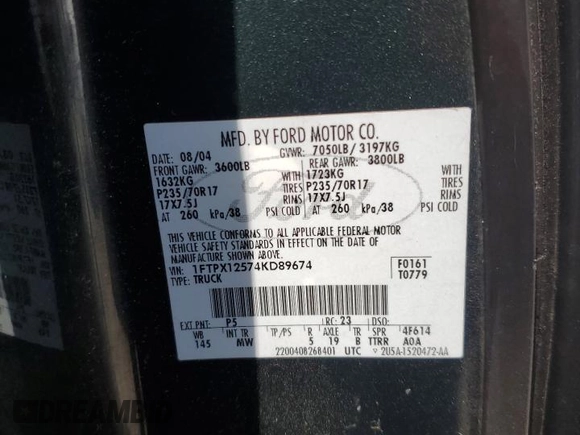 MFD. BY FORD MOTOR CO.
DATE: 08/04 GVWR: 7050LB/ 3197KG
FRONT GAWR: 3600LB REAR GAWR: 3800LB
1632KG 1723KG
P235/70R17 TIRES P235/70R17 TIRES
17X7.5J RIMS 17X7.5J RIMS
AT 260 kPa/38 PSI COLD AT 260 kPa/38 PSI COLD
Ford
THIS VEHICLE CONFORMS TO ALL APPLICABLE FEDERAL MOTOR
VEHICLE SAFETY STANDARDS IN EFFECT ON THE DATE OF MANUFACTURE
SHOWN ABOVE.
VIN: 1FTPX12574KD89674 F0161
TYPE: TRUCK T0779
EXT PNT: P5 RC: 23 DSO:
WB INT TR TP/PS R AXLE TR SPR 4F614
145 MW 5 19 B TTRR A0A
2200408268401 UTC 2U5A-1520472-AA